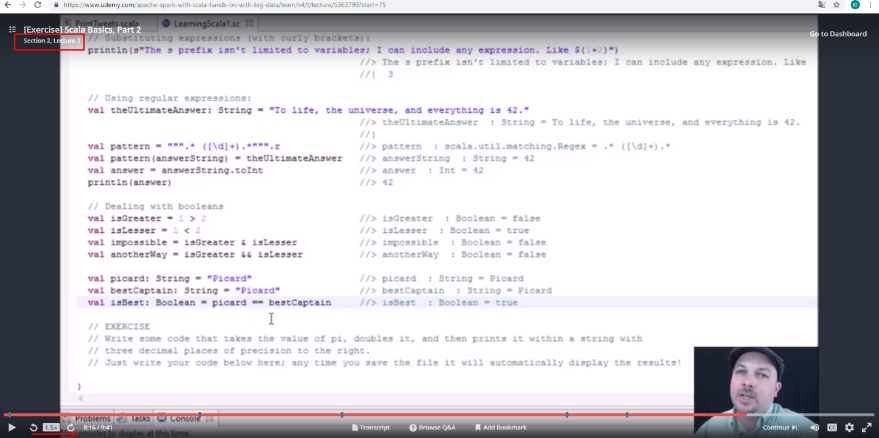 https://www.udemy.com/apache-spark-with-scala-hands-on-with-big-data/learn/v4/t/lecture/5363790?start=75
PrintTweets.scala LearningScala1.sc
[Exercise] Scala Basics, Part 2
Section 2, Lecture 7
Go to Dashboard
// Substituting expressions (with curly brackets):
println(s"The s prefix isn't limited to variables; I can include any expression. Like ${1+2}")
//> The s prefix isn't limited to variables; I can include any expression. Like
//| 3
// Using regular expressions:
val theUltimateAnswer: String = "To life, the universe, and everything is 42."
//> theUltimateAnswer : String = To life, the universe, and everything is 42.
//|
val pattern = """.* ([\d]+).*""".r //> pattern : scala.util.matching.Regex = .* ([\d]+).*
val pattern(answerString) = theUltimateAnswer //> answerString : String = 42
val answer = answerString.toInt //> answer : Int = 42
println(answer) //> 42
// Dealing with booleans
val isGreater = 1 > 2 //> isGreater : Boolean = false
val isLesser = 1 < 2 //> isLesser : Boolean = true
val impossible = isGreater & isLesser //> impossible : Boolean = false
val anotherWay = isGreater && isLesser //> anotherWay : Boolean = false
val picard: String = "Picard" //> picard : String = Picard
val bestCaptain: String = "Picard" //> bestCaptain : String = Picard
val isBest: Boolean = picard == bestCaptain //> isBest : Boolean = true
// EXERCISE
// Write some code that takes the value of pi, doubles it, and then prints it within a string with
// three decimal places of precision to the right.
// Just write your code below here; any time you save the file it will automatically display the results!
}
Problems Tasks Console
1.5x 8:16 / 9:41 Transcript Browse Q&A Add Bookmark Continue
consoles to display at this time.